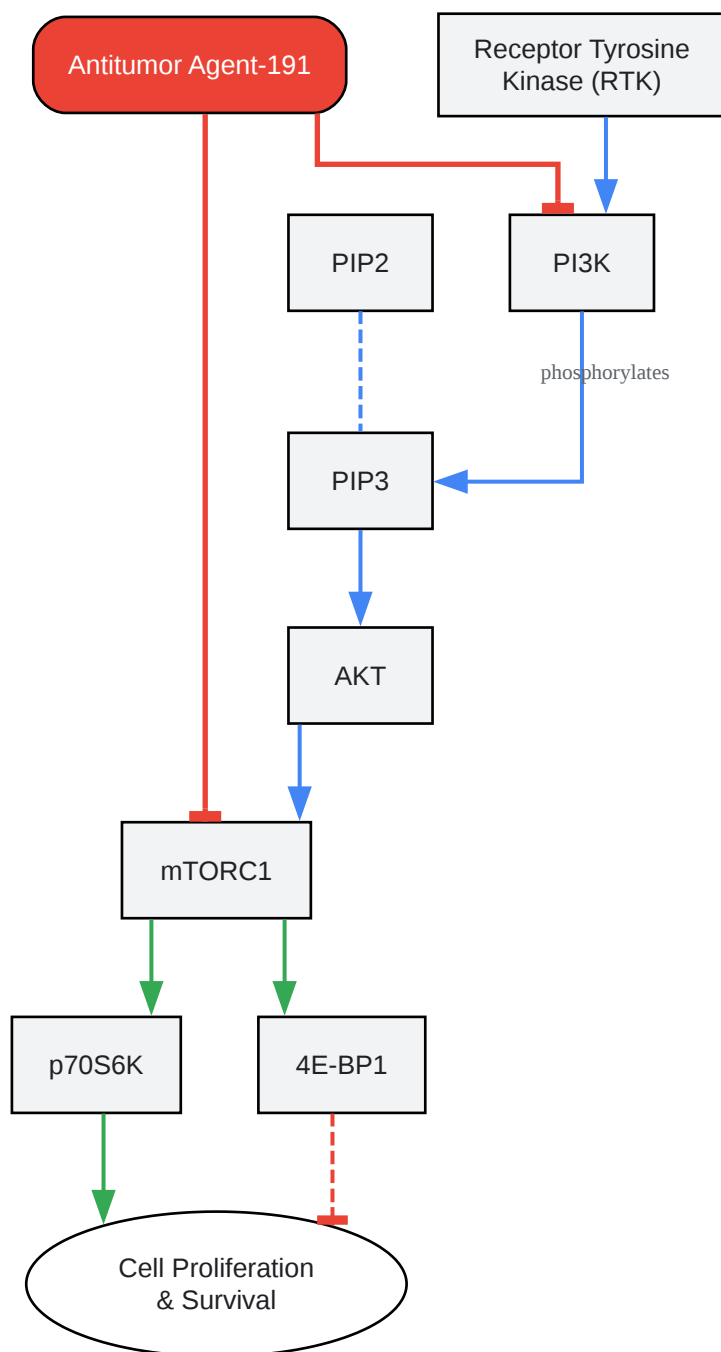 Antitumor Agent-191
Receptor Tyrosine
Kinase (RTK)
PIP2
PI3K
phosphorylates
PIP3
AKT
mTORC1
p70S6K
4E-BP1
Cell Proliferation
& Survival